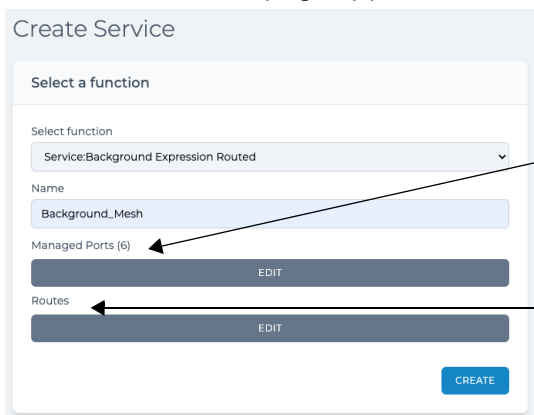 Create Service
Select a function
Select function
Service:Background Expression Routed
Name
Background_Mesh
Managed Ports (6)
EDIT
Routes
EDIT
CREATE